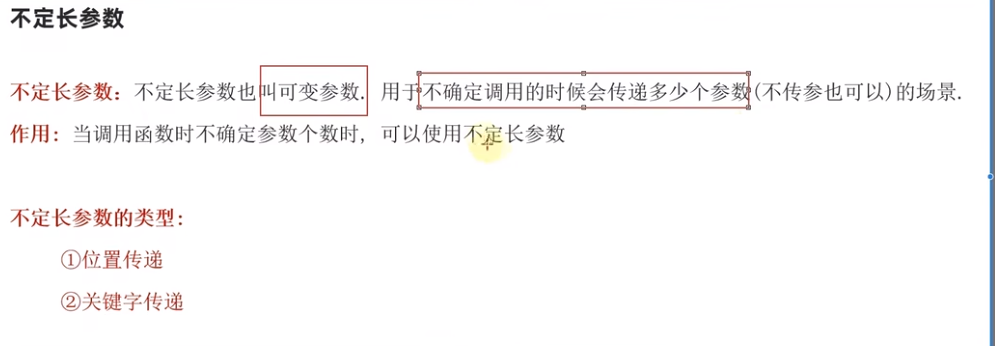 不定长参数
不定长参数：不定长参数也叫可变参数. 用于不确定调用的时候会传递多少个参数(不传参也可以)的场景.
作用：当调用函数时不确定参数个数时, 可以使用不定长参数
不定长参数的类型：
①位置传递
②关键字传递